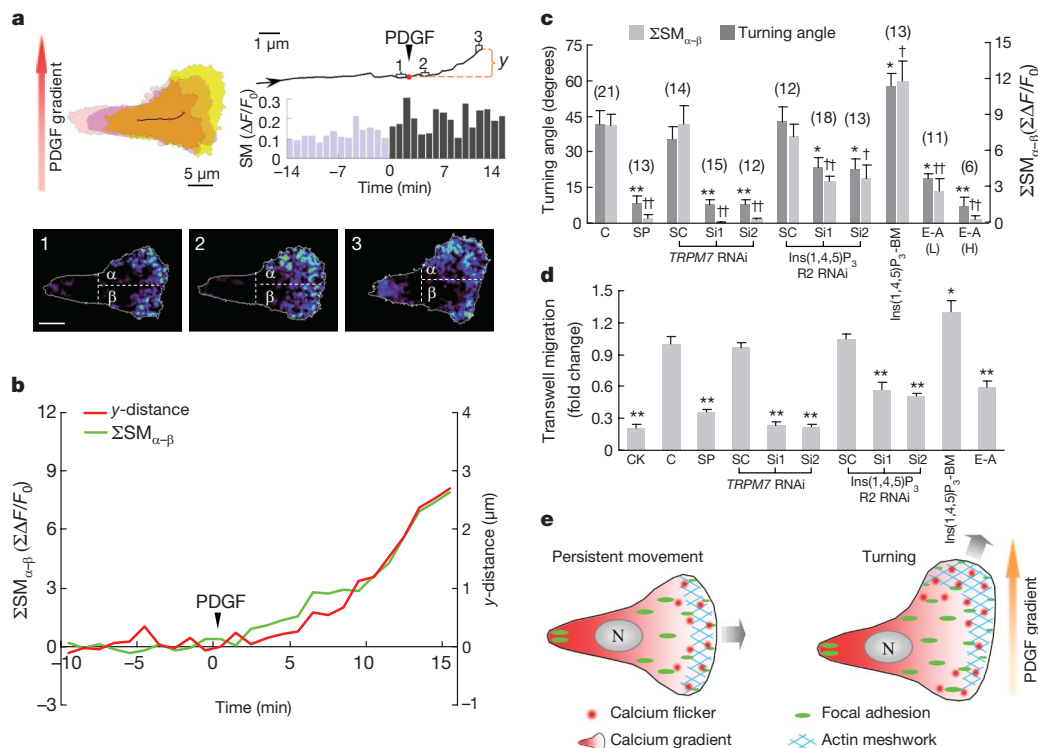 a
PDGF gradient
5 μm
1 μm
PDGF
1
2
3
y
SM (ΔF/F0)
0.3
0.2
0.1
0
−14
−7
0
7
14
Time (min)
1
α
β
2
α
β
3
α
β
b
12
9
6
3
0
−3
ΣSMα–β (ΣΔF/F0)
y-distance
ΣSMα–β
PDGF
4
3
2
1
0
−1
y-distance (μm)
−10
−5
0
5
10
15
Time (min)
c
ΣSMα–β
Turning angle
Turning angle (degrees)
75
60
45
30
15
0
15
12
9
6
3
0
ΣSMα–β(ΣΔF/F0)
(21)
(13)
(14)
(15)
(12)
(12)
(18)
(13)
(13)
(11)
(6)
** ††
** ††
** ††
* ††
* †
* †
* ††
** ††
C
SP
SC
Si1
Si2
SC
Si1
Si2
Ins(1,4,5)P3-BM
E-A (L)
E-A (H)
TRPM7 RNAi
Ins(1,4,5)P3
R2 RNAi
d
Transwell migration
(fold change)
1.5
1.2
0.9
0.6
0.3
0
**
**
**
**
**
**
*
**
CK
C
SP
SC
Si1
Si2
SC
Si1
Si2
Ins(1,4,5)P3-BM
E-A
TRPM7 RNAi
Ins(1,4,5)P3
R2 RNAi
e
Persistent movement
Turning
N
N
PDGF gradient
Calcium flicker
Focal adhesion
Calcium gradient
Actin meshwork